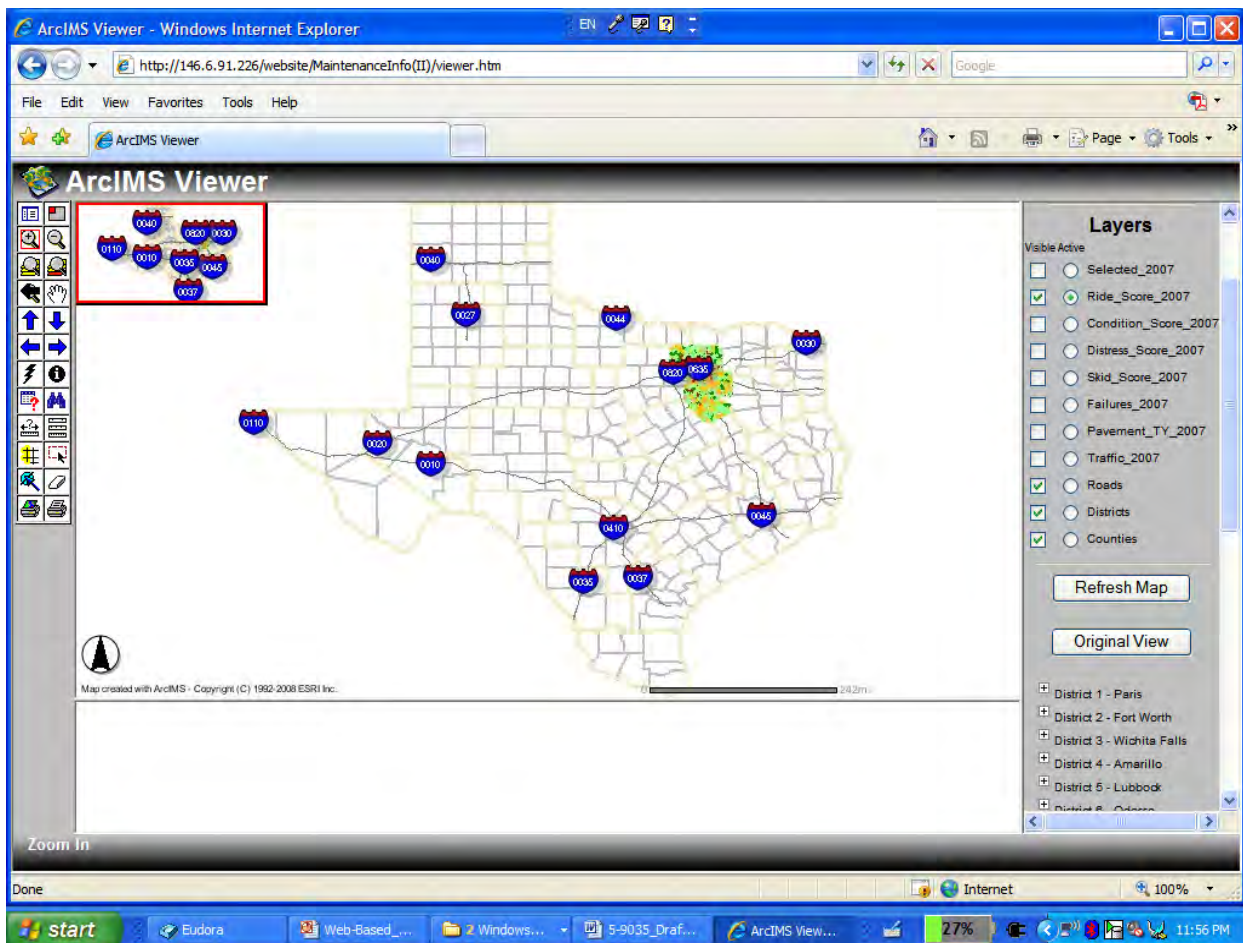 ArcIMS Viewer - Windows Internet Explorer
EN
http://146.6.91.226/website/MaintenanceInfo(II)/viewer.htm
Google
File Edit View Favorites Tools Help
ArcIMS Viewer
Page Tools
ArcIMS Viewer
0040
0820 0030
0110
0010
0035 0045
0037
0040
0027
0044
0030
0820 0635
0110
0020
0010
0410
0045
0035
0037
Map created with ArcIMS - Copyright (C) 1992-2008 ESRI Inc.
0 242m
Layers
Visible Active
Selected_2007
Ride_Score_2007
Condition_Score_2007
Distress_Score_2007
Skid_Score_2007
Failures_2007
Pavement_TY_2007
Traffic_2007
Roads
Districts
Counties
Refresh Map
Original View
District 1 - Paris
District 2 - Fort Worth
District 3 - Wichita Falls
District 4 - Amarillo
District 5 - Lubbock
District 6 - Odessa
Zoom In
Done
Internet
100%
start
Eudora
Web-Based_...
2 Windows...
5-9035_Draf...
ArcIMS View...
27%
11:56 PM